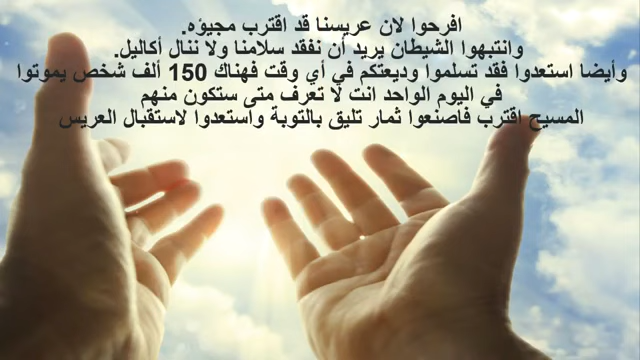 افرحوا لان عريسنا قد اقترب مجيؤه.
وانتبهوا الشيطان يريد أن نفقد سلامنا ولا ننال أكاليل.
وأيضا استعدوا فقد تسلموا وديعتكم في أي وقت فهناك 150 ألف شخص يموتوا
في اليوم الواحد انت لا تعرف متى ستكون منهم
المسيح اقترب فاصنعوا ثمار تليق بالتوبة واستعدوا لاستقبال العريس